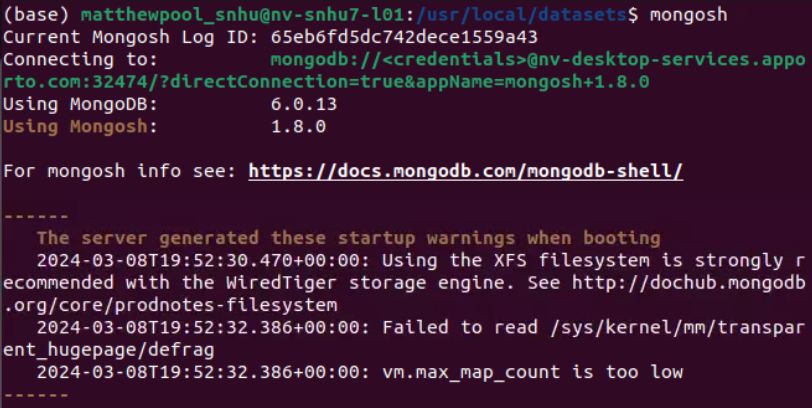 (base) matthewpool_snhu@nv-snhu7-l01:/usr/local/datasets$ mongosh
Current Mongosh Log ID: 65eb6fd5dc742dece1559a43
Connecting to:          mongodb://<credentials>@nv-desktop-services.appo
rto.com:32474/?directConnection=true&appName=mongosh+1.8.0
Using MongoDB:          6.0.13
Using Mongosh:          1.8.0
For mongosh info see: https://docs.mongodb.com/mongodb-shell/
------
   The server generated these startup warnings when booting
   2024-03-08T19:52:30.470+00:00: Using the XFS filesystem is strongly r
ecommended with the WiredTiger storage engine. See http://dochub.mongodb
.org/core/prodnotes-filesystem
   2024-03-08T19:52:32.386+00:00: Failed to read /sys/kernel/mm/transpar
ent_hugepage/defrag
   2024-03-08T19:52:32.386+00:00: vm.max_map_count is too low
------